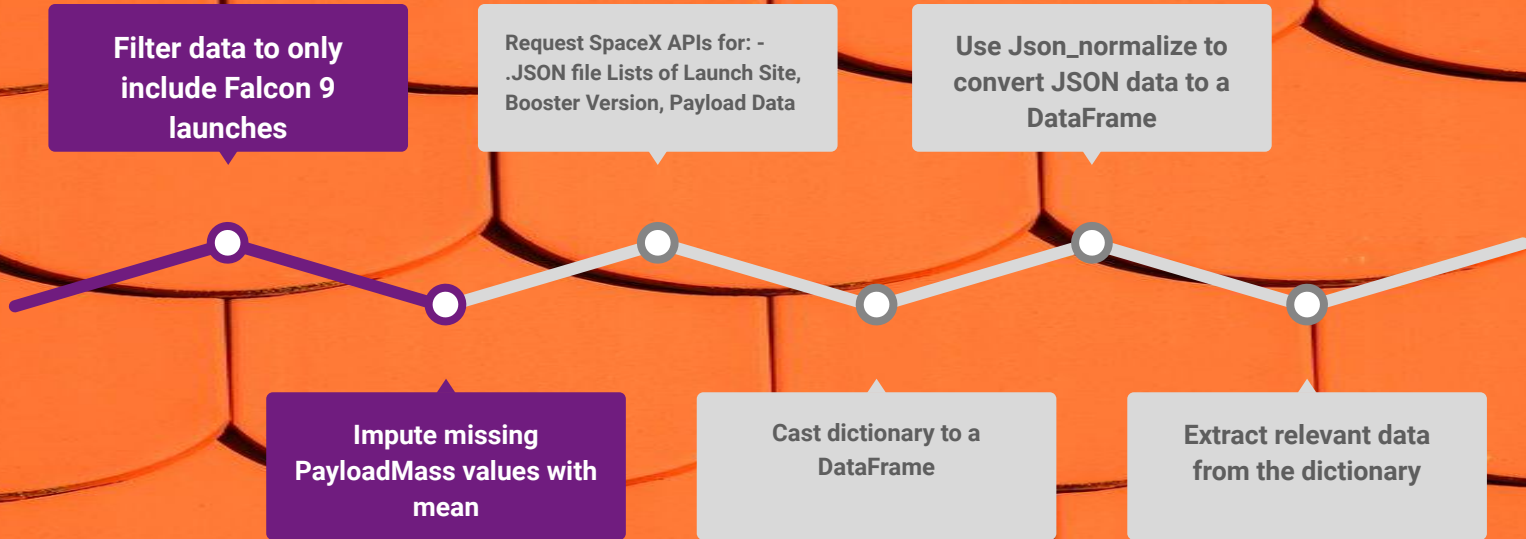 Filter data to only
include Falcon 9
launches
Impute missing
PayloadMass values with
mean
Request SpaceX APIs for: -
.JSON file Lists of Launch Site,
Booster Version, Payload Data
Cast dictionary to a
DataFrame
Use Json_normalize to
convert JSON data to a
DataFrame
Extract relevant data
from the dictionary